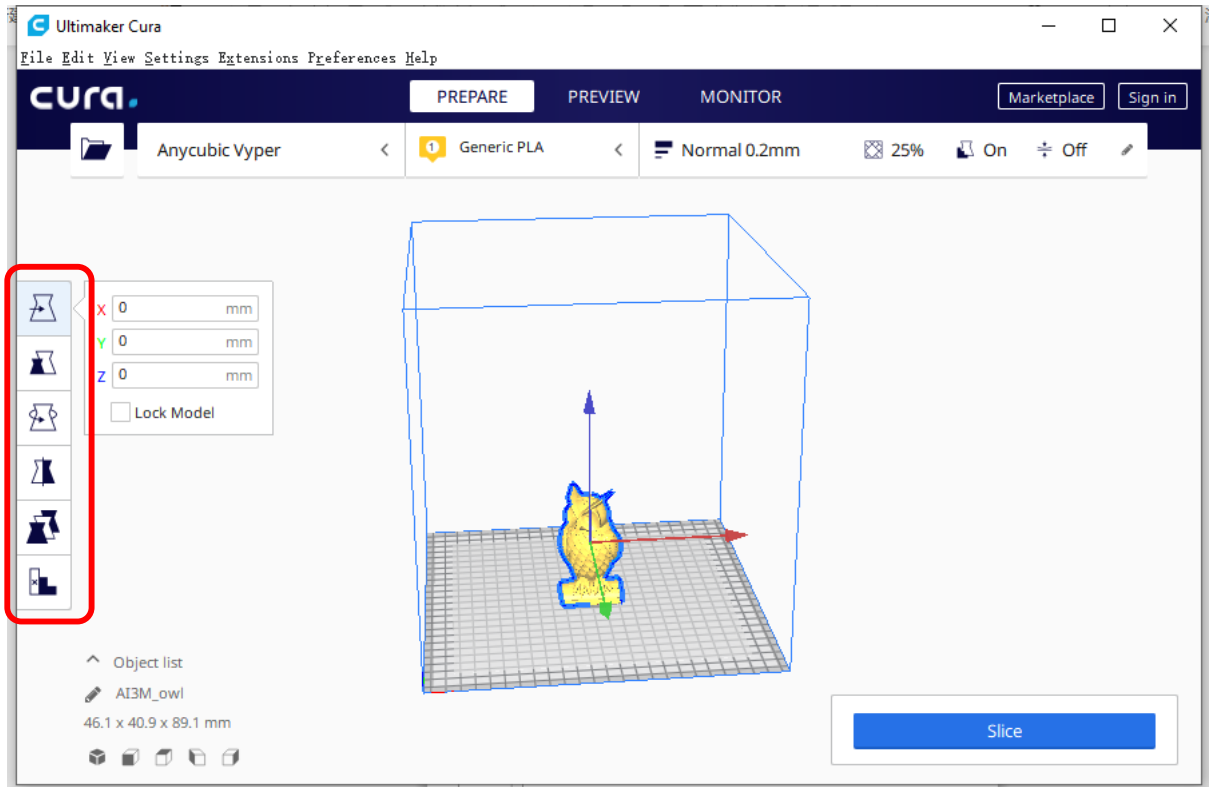 Ultimaker Cura
File Edit View Settings Extensions Preferences Help
cura.
PREPARE PREVIEW MONITOR
Marketplace Sign in
Anycubic Vyper
1 Generic PLA
Normal 0.2mm 25% On Off
X 0 mm
Y 0 mm
Z 0 mm
Lock Model
Object list
AI3M_owl
46.1 x 40.9 x 89.1 mm
Slice